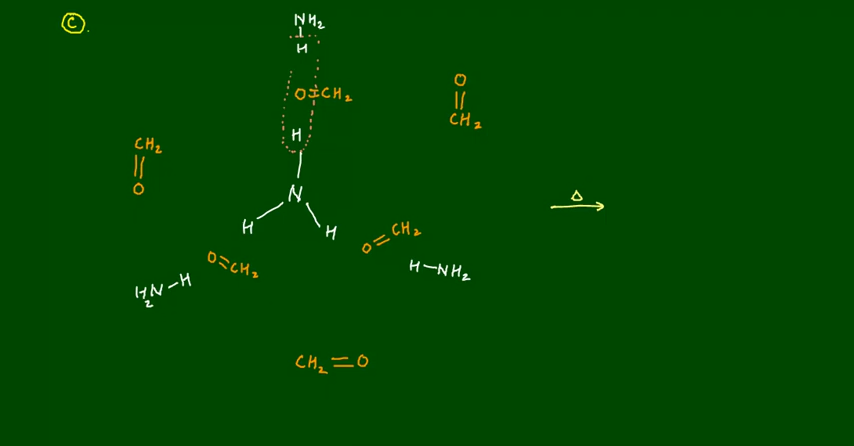 C
NH₂
H
O=CH₂
O
CH₂
H
CH₂
O
N
H
H
O=CH₂
O=CH₂
H-NH₂
H₂N-H
CH₂=O
Δ